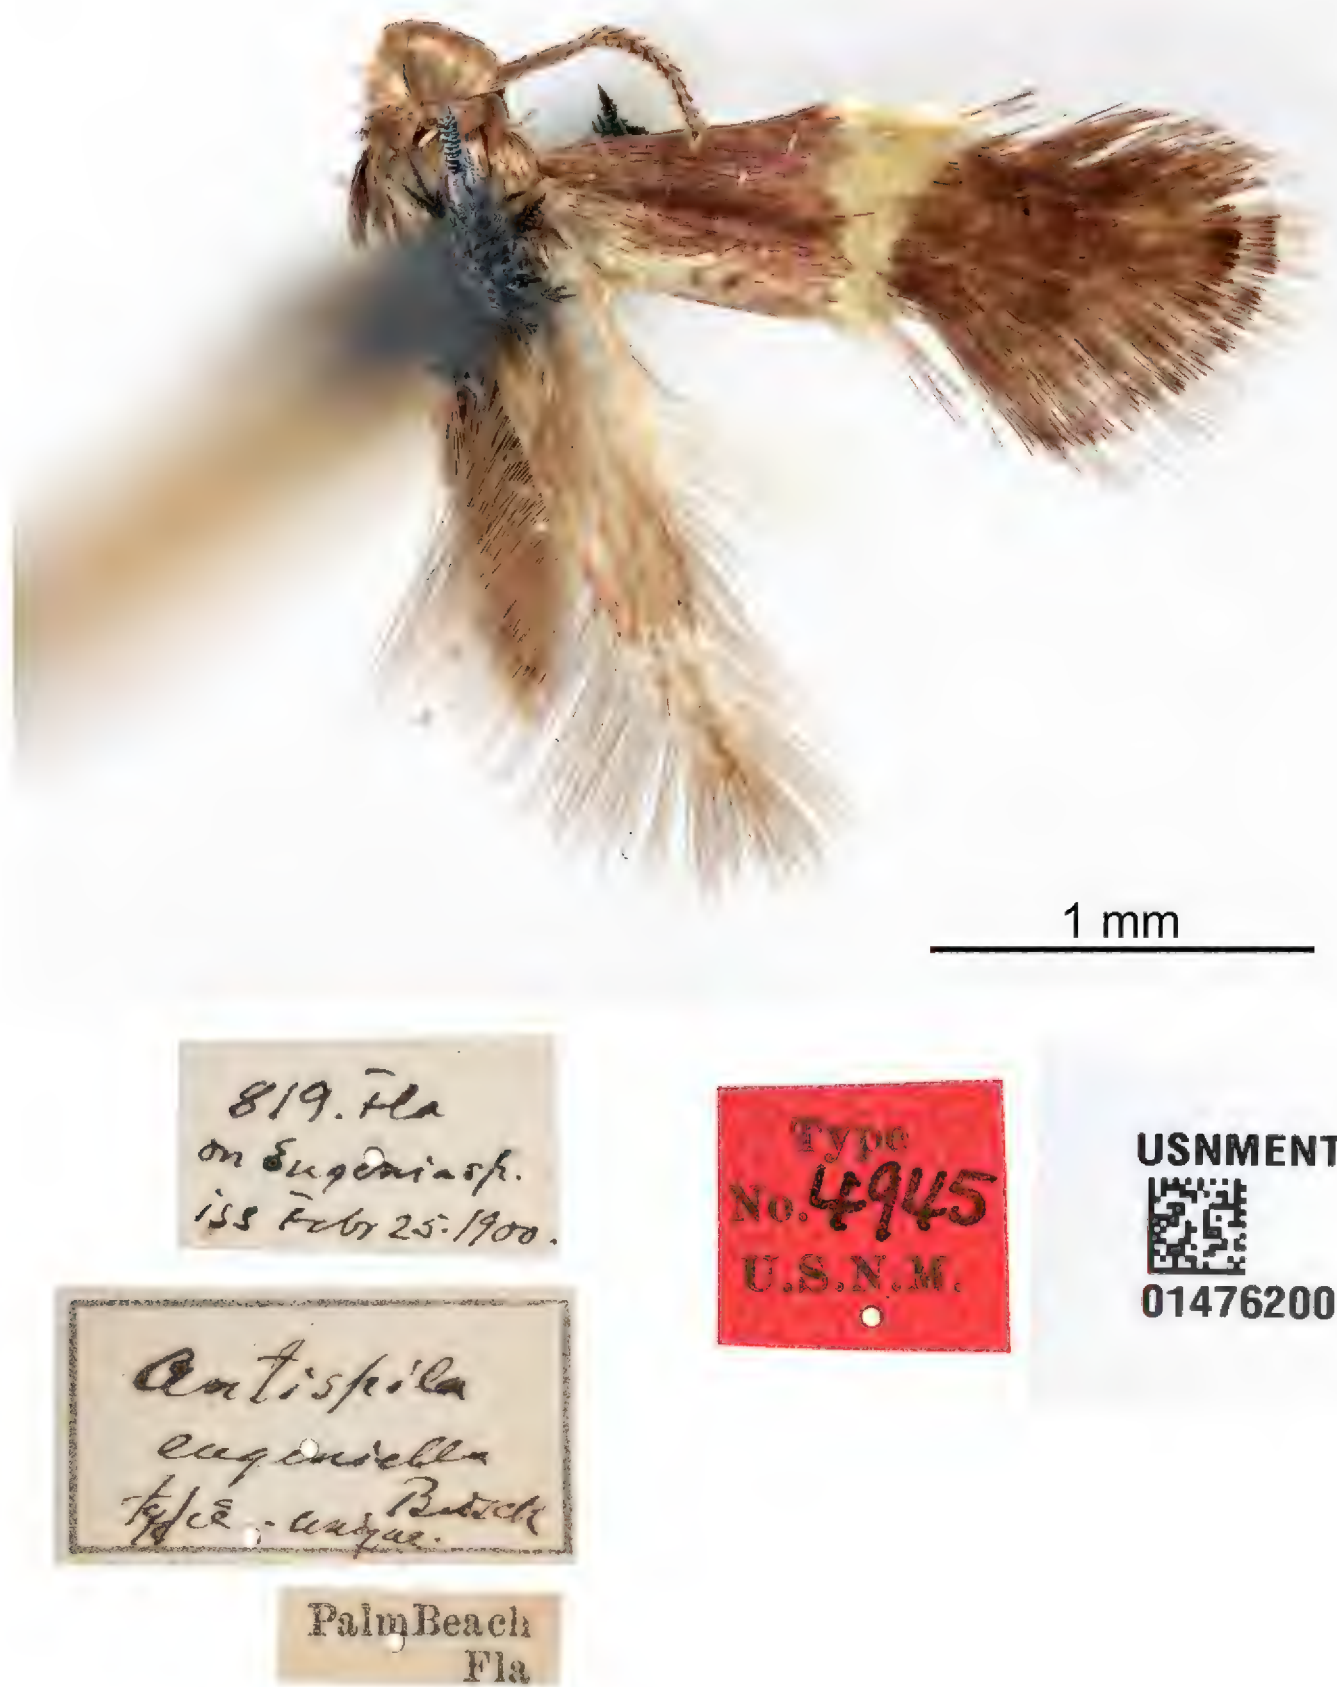 1 mm
819. Fla
on Eugenia sp.
iss Febr 25. 1900.
Type
No. 4945
U.S.N.M.
USNMENT
01476200
Antispila
eugeniella
Busck
type - unique.
Palm Beach
Fla